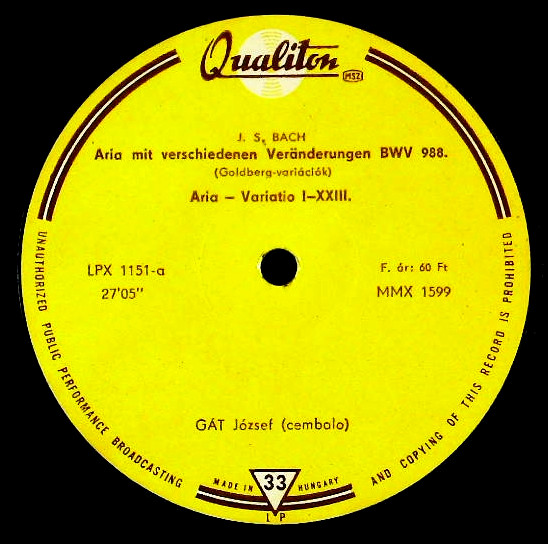 Qualiton
MSZ
J. S. BACH
Aria mit verschiedenen Veränderungen BWV 988.
(Goldberg-variációk)
Aria – Variatio I–XXIII.
LPX 1151-a
27'05"
F. ár: 60 Ft
MMX 1599
GÁT József (cembalo)
UNAUTHORIZED PUBLIC PERFORMANCE BROADCASTING
AND COPYING OF THIS RECORD IS PROHIBITED
MADE IN HUNGARY
33
LP